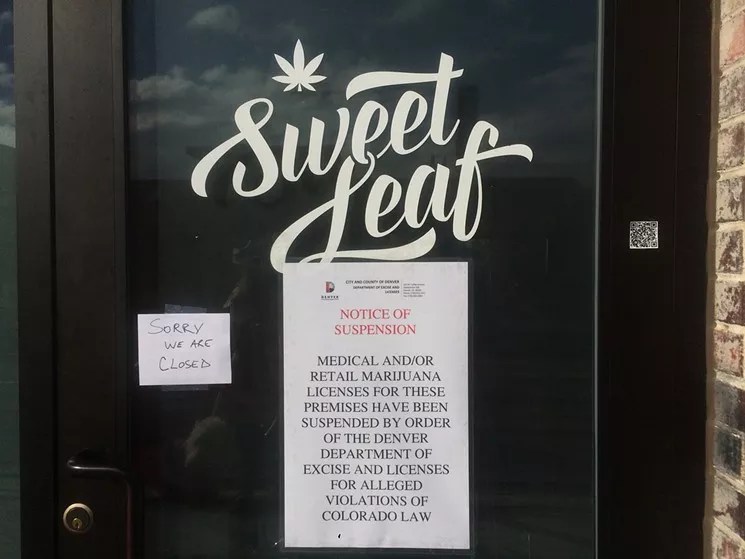 Sweet
Leaf
SORRY
WE ARE
CLOSED
DENVER
CITY AND COUNTY OF DENVER
DEPARTMENT OF EXCISE AND
LICENSES
NOTICE OF
SUSPENSION
MEDICAL AND/OR
RETAIL MARIJUANA
LICENSES FOR THESE
PREMISES HAVE BEEN
SUSPENDED BY ORDER
OF THE DENVER
DEPARTMENT OF
EXCISE AND LICENSES
FOR ALLEGED
VIOLATIONS OF
COLORADO LAW